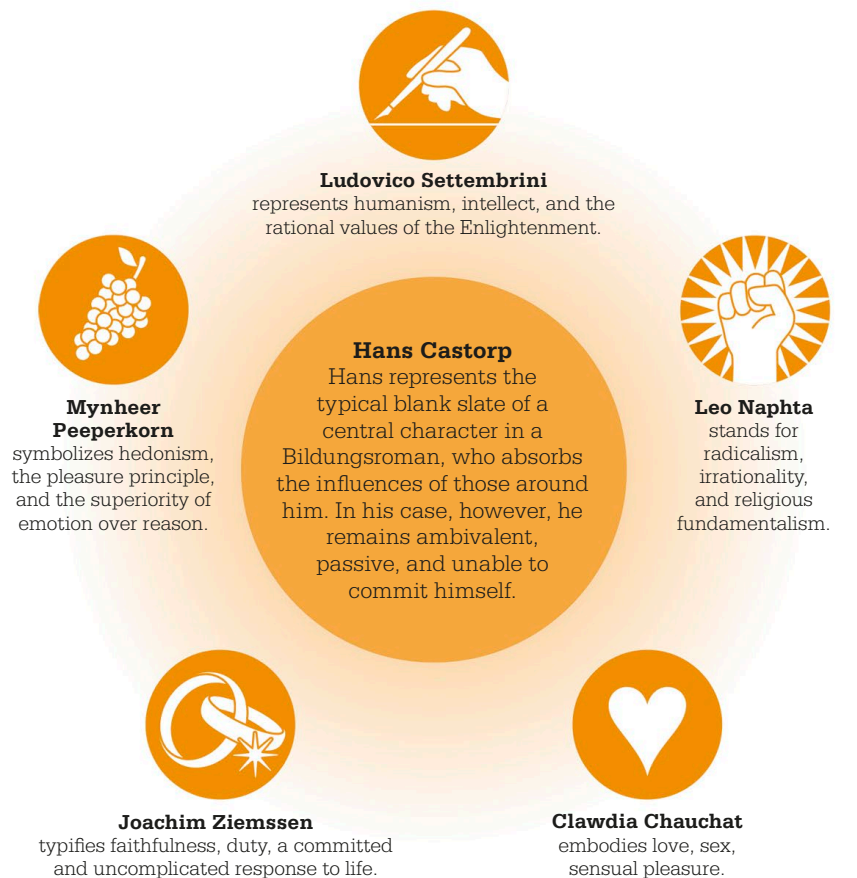 Ludovico Settembrini
represents humanism, intellect, and the
rational values of the Enlightenment.
Mynheer
Peeperkorn
symbolizes hedonism,
the pleasure principle,
and the superiority of
emotion over reason.
Hans Castorp
Hans represents the
typical blank slate of a
central character in a
Bildungsroman, who absorbs
the influences of those around
him. In his case, however, he
remains ambivalent,
passive, and unable to
commit himself.
Leo Naphta
stands for
radicalism,
irrationality,
and religious
fundamentalism.
Joachim Ziemssen
typifies faithfulness, duty, a committed
and uncomplicated response to life.
Clawdia Chauchat
embodies love, sex,
sensual pleasure.